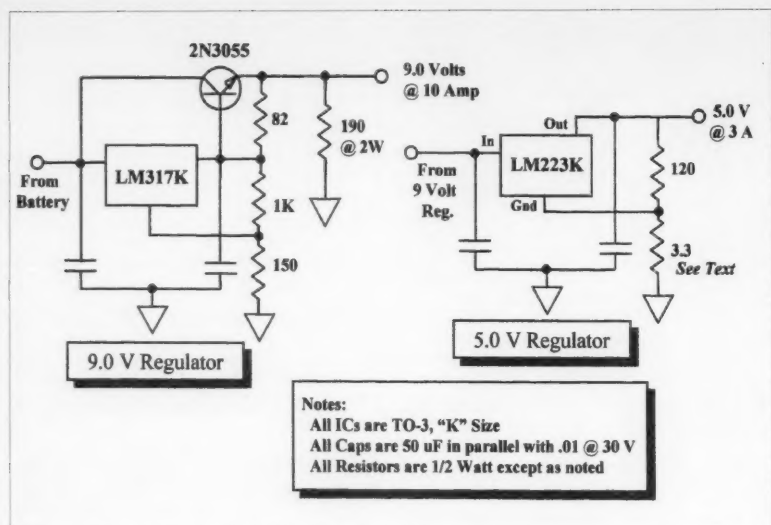 2N3055
9.0 Volts
@ 10 Amp
82
190
@ 2W
From
Battery
LM317K
1K
150
9.0 V Regulator
5.0 V
@ 3 A
Out
In
LM223K
From
9 Volt
Reg.
Gnd
120
3.3
See Text
5.0 V Regulator
Notes:
All ICs are TO-3, "K" Size
All Caps are 50 uF in parallel with .01 @ 30 V
All Resistors are 1/2 Watt except as noted